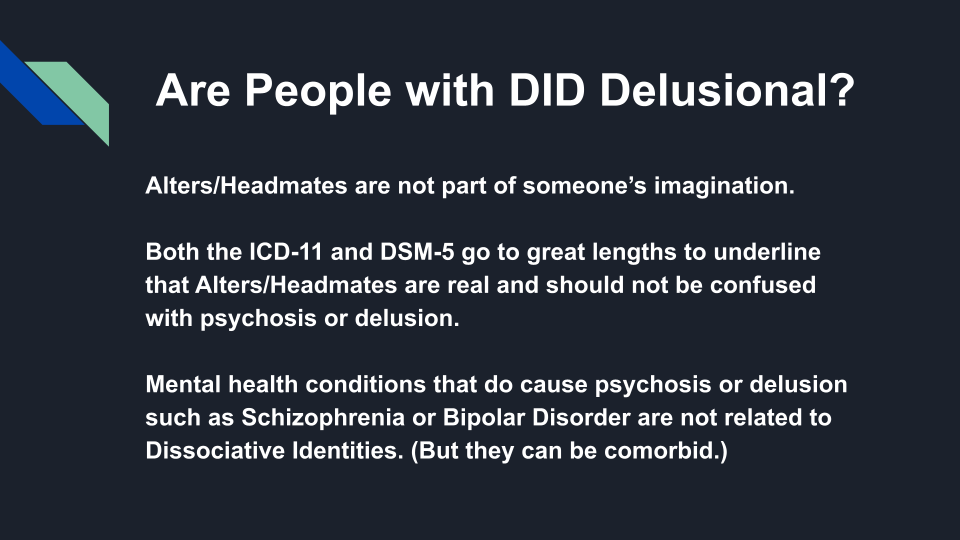 Are People with DID Delusional?
Alters/Headmates are not part of someone’s imagination.
Both the ICD-11 and DSM-5 go to great lengths to underline
that Alters/Headmates are real and should not be confused
with psychosis or delusion.
Mental health conditions that do cause psychosis or delusion
such as Schizophrenia or Bipolar Disorder are not related to
Dissociative Identities. (But they can be comorbid.)